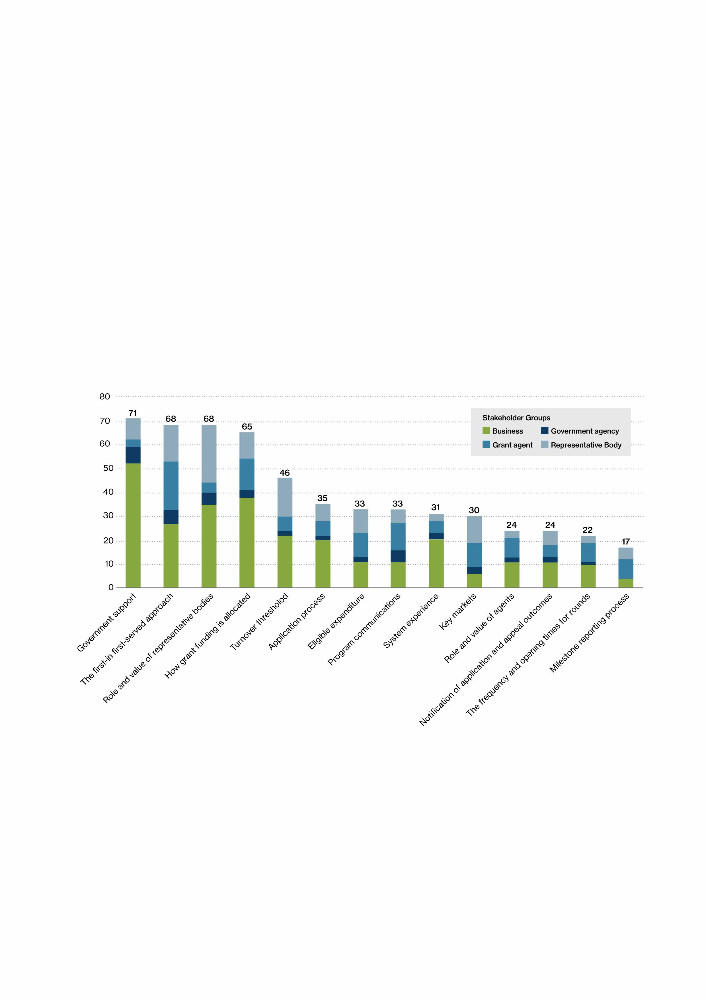 80
70
60
50
40
30
20
10
0
71
68
68
65
46
35
33
33
31
30
24
24
22
17
Stakeholder Groups
Business
Government agency
Grant agent
Representative Body
Government support
The first-in first-served approach
Role and value of representative bodies
How grant funding is allocated
Turnover thresholod
Application process
Eligible expenditure
Program communications
System experience
Key markets
Role and value of agents
Notification of application and appeal outcomes
The frequency and opening times for rounds
Milestone reporting process